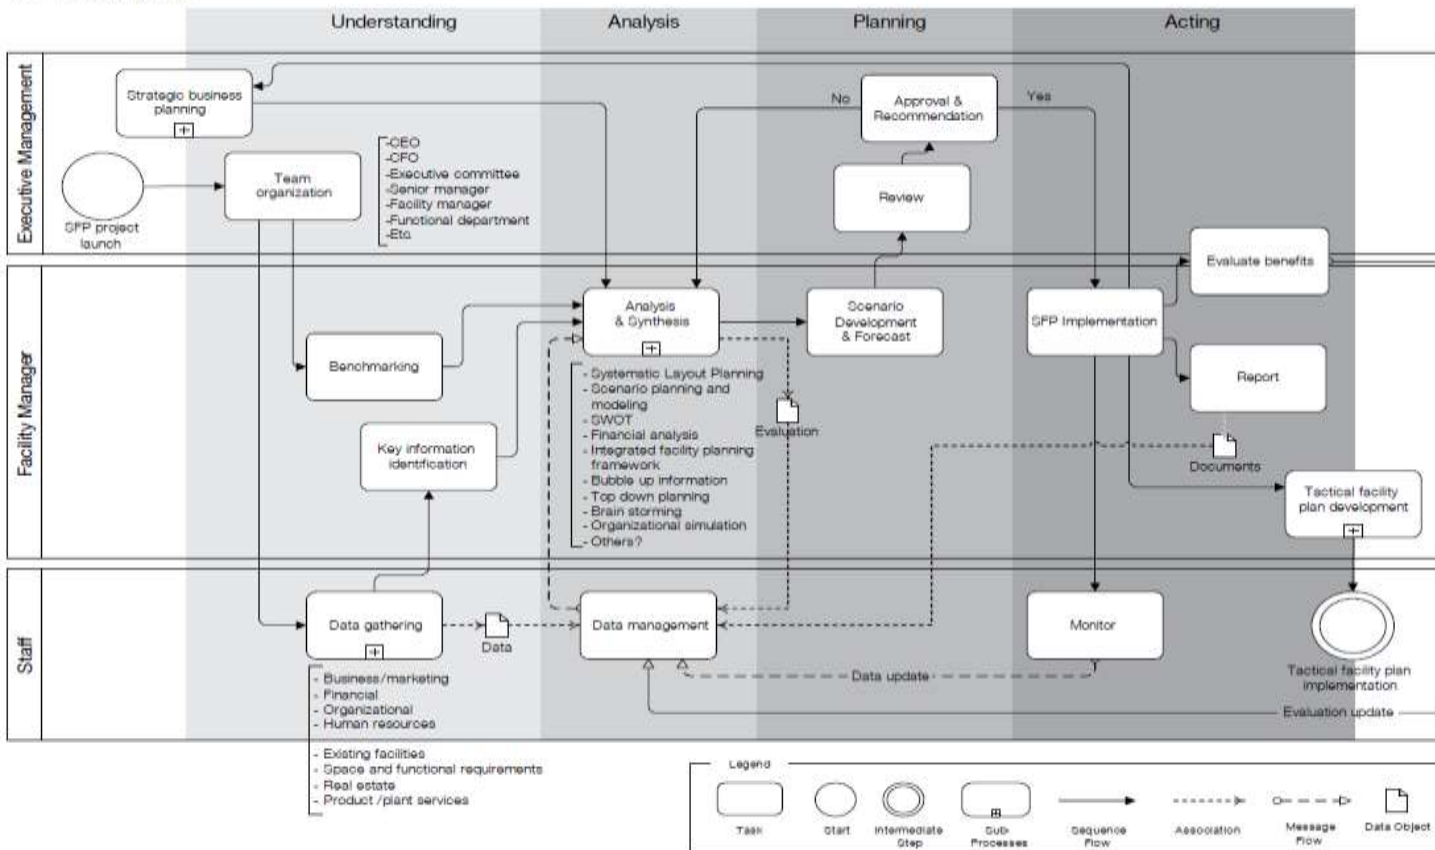 Understanding
Analysis
Planning
Acting
Executive Management
Strategic business
planning
SFP project
launch
Team
organization
-CEO
-CFO
-Executive committee
-Senior manager
-Facility manager
-Functional department
-Etc.
No
Approval &
Recommendation
Yes
Review
Evaluate benefits
Facility Manager
Benchmarking
Key information
identification
Analysis
& Synthesis
- Systematic Layout Planning
- Scenario planning and
modeling
- SWOT
- Financial analysis
- Integrated facility planning
framework
- Bubble up information
- Top down planning
- Brain storming
- Organizational simulation
- Others?
Evaluation
Scenario
Development
& Forecast
SFP Implementation
Report
Documents
Tactical facility
plan development
Staff
Data gathering
Data
Data management
Monitor
Tactical facility plan
implementation
Data update
Evaluation update
- Business/marketing
- Financial
- Organizational
- Human resources
- Existing facilities
- Space and functional requirements
- Real estate
- Product /plant services
Legend
Task
Start
Intermediate
Step
Sub-
Processes
Sequence
Flow
Association
Message
Flow
Data Object